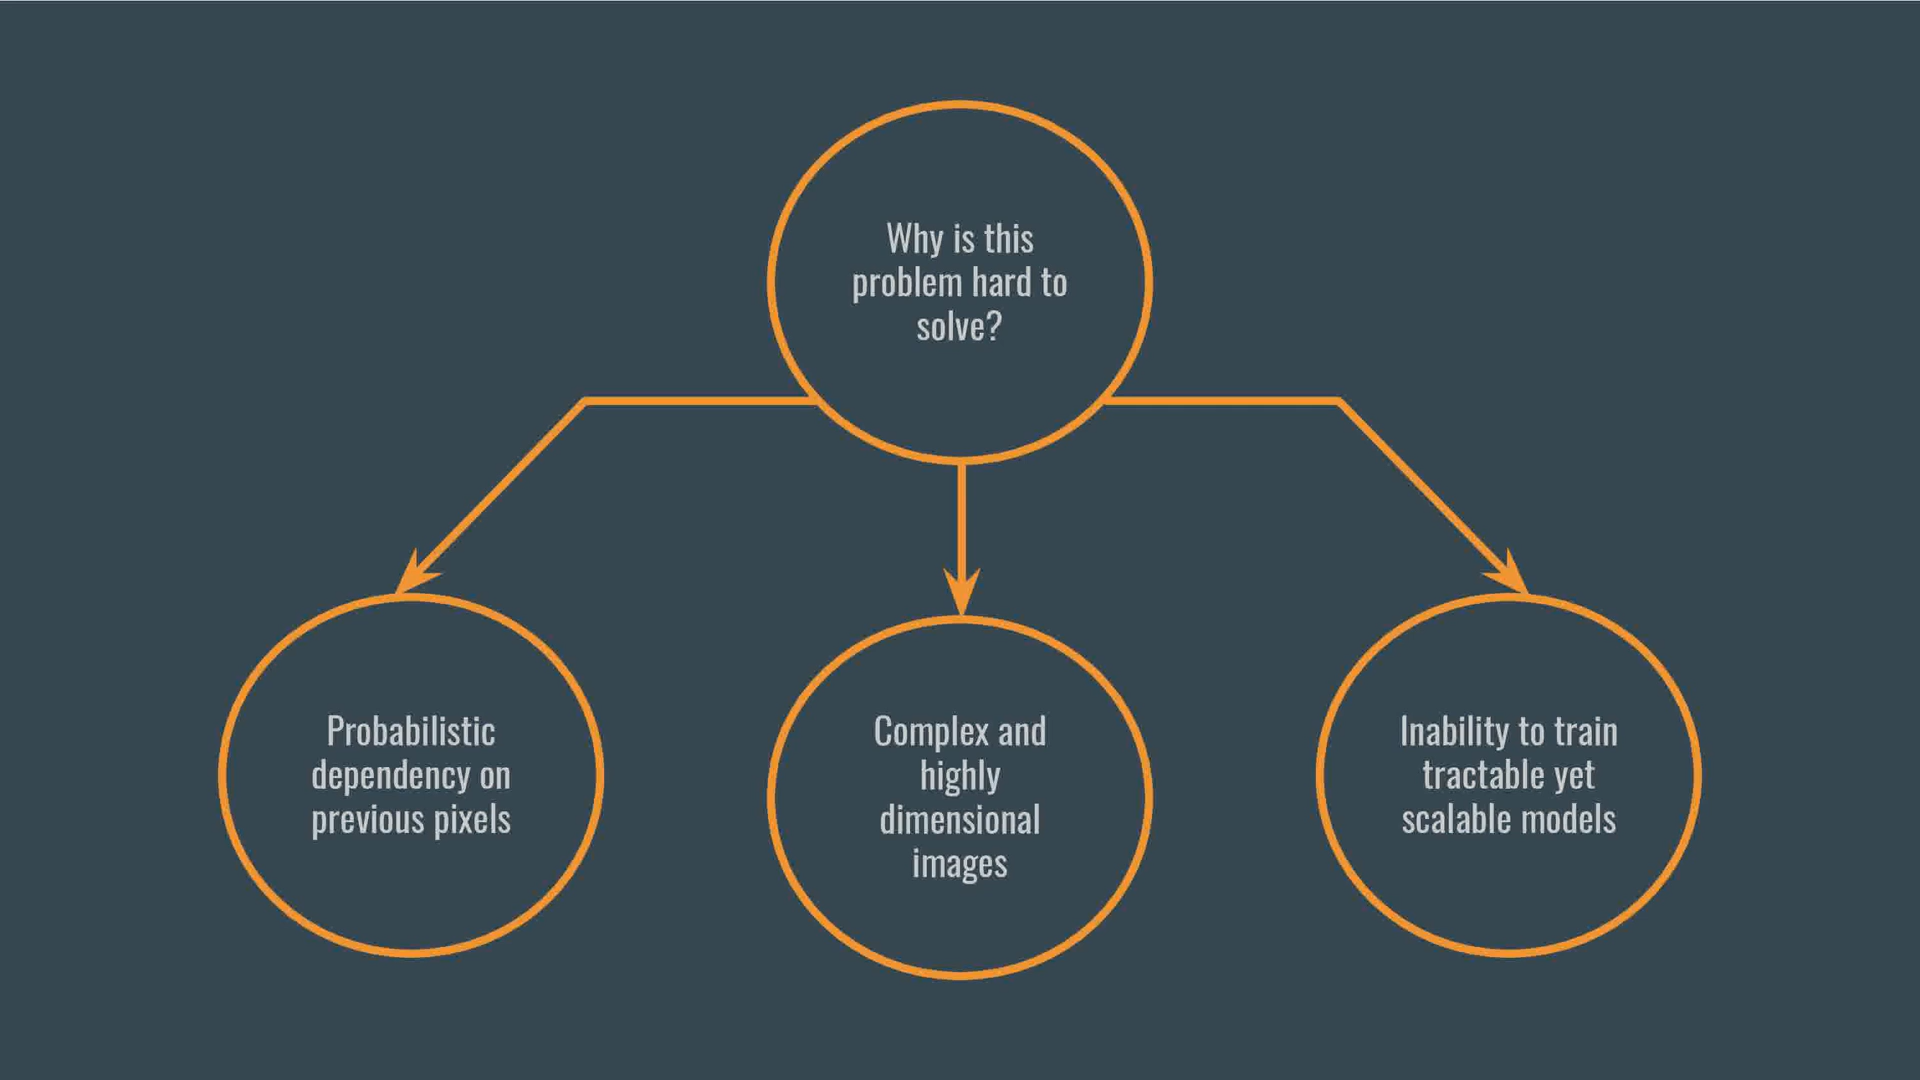 Why is this
problem hard to
solve?
Probabilistic
dependency on
previous pixels
Complex and
highly
dimensional
images
Inability to train
tractable yet
scalable models